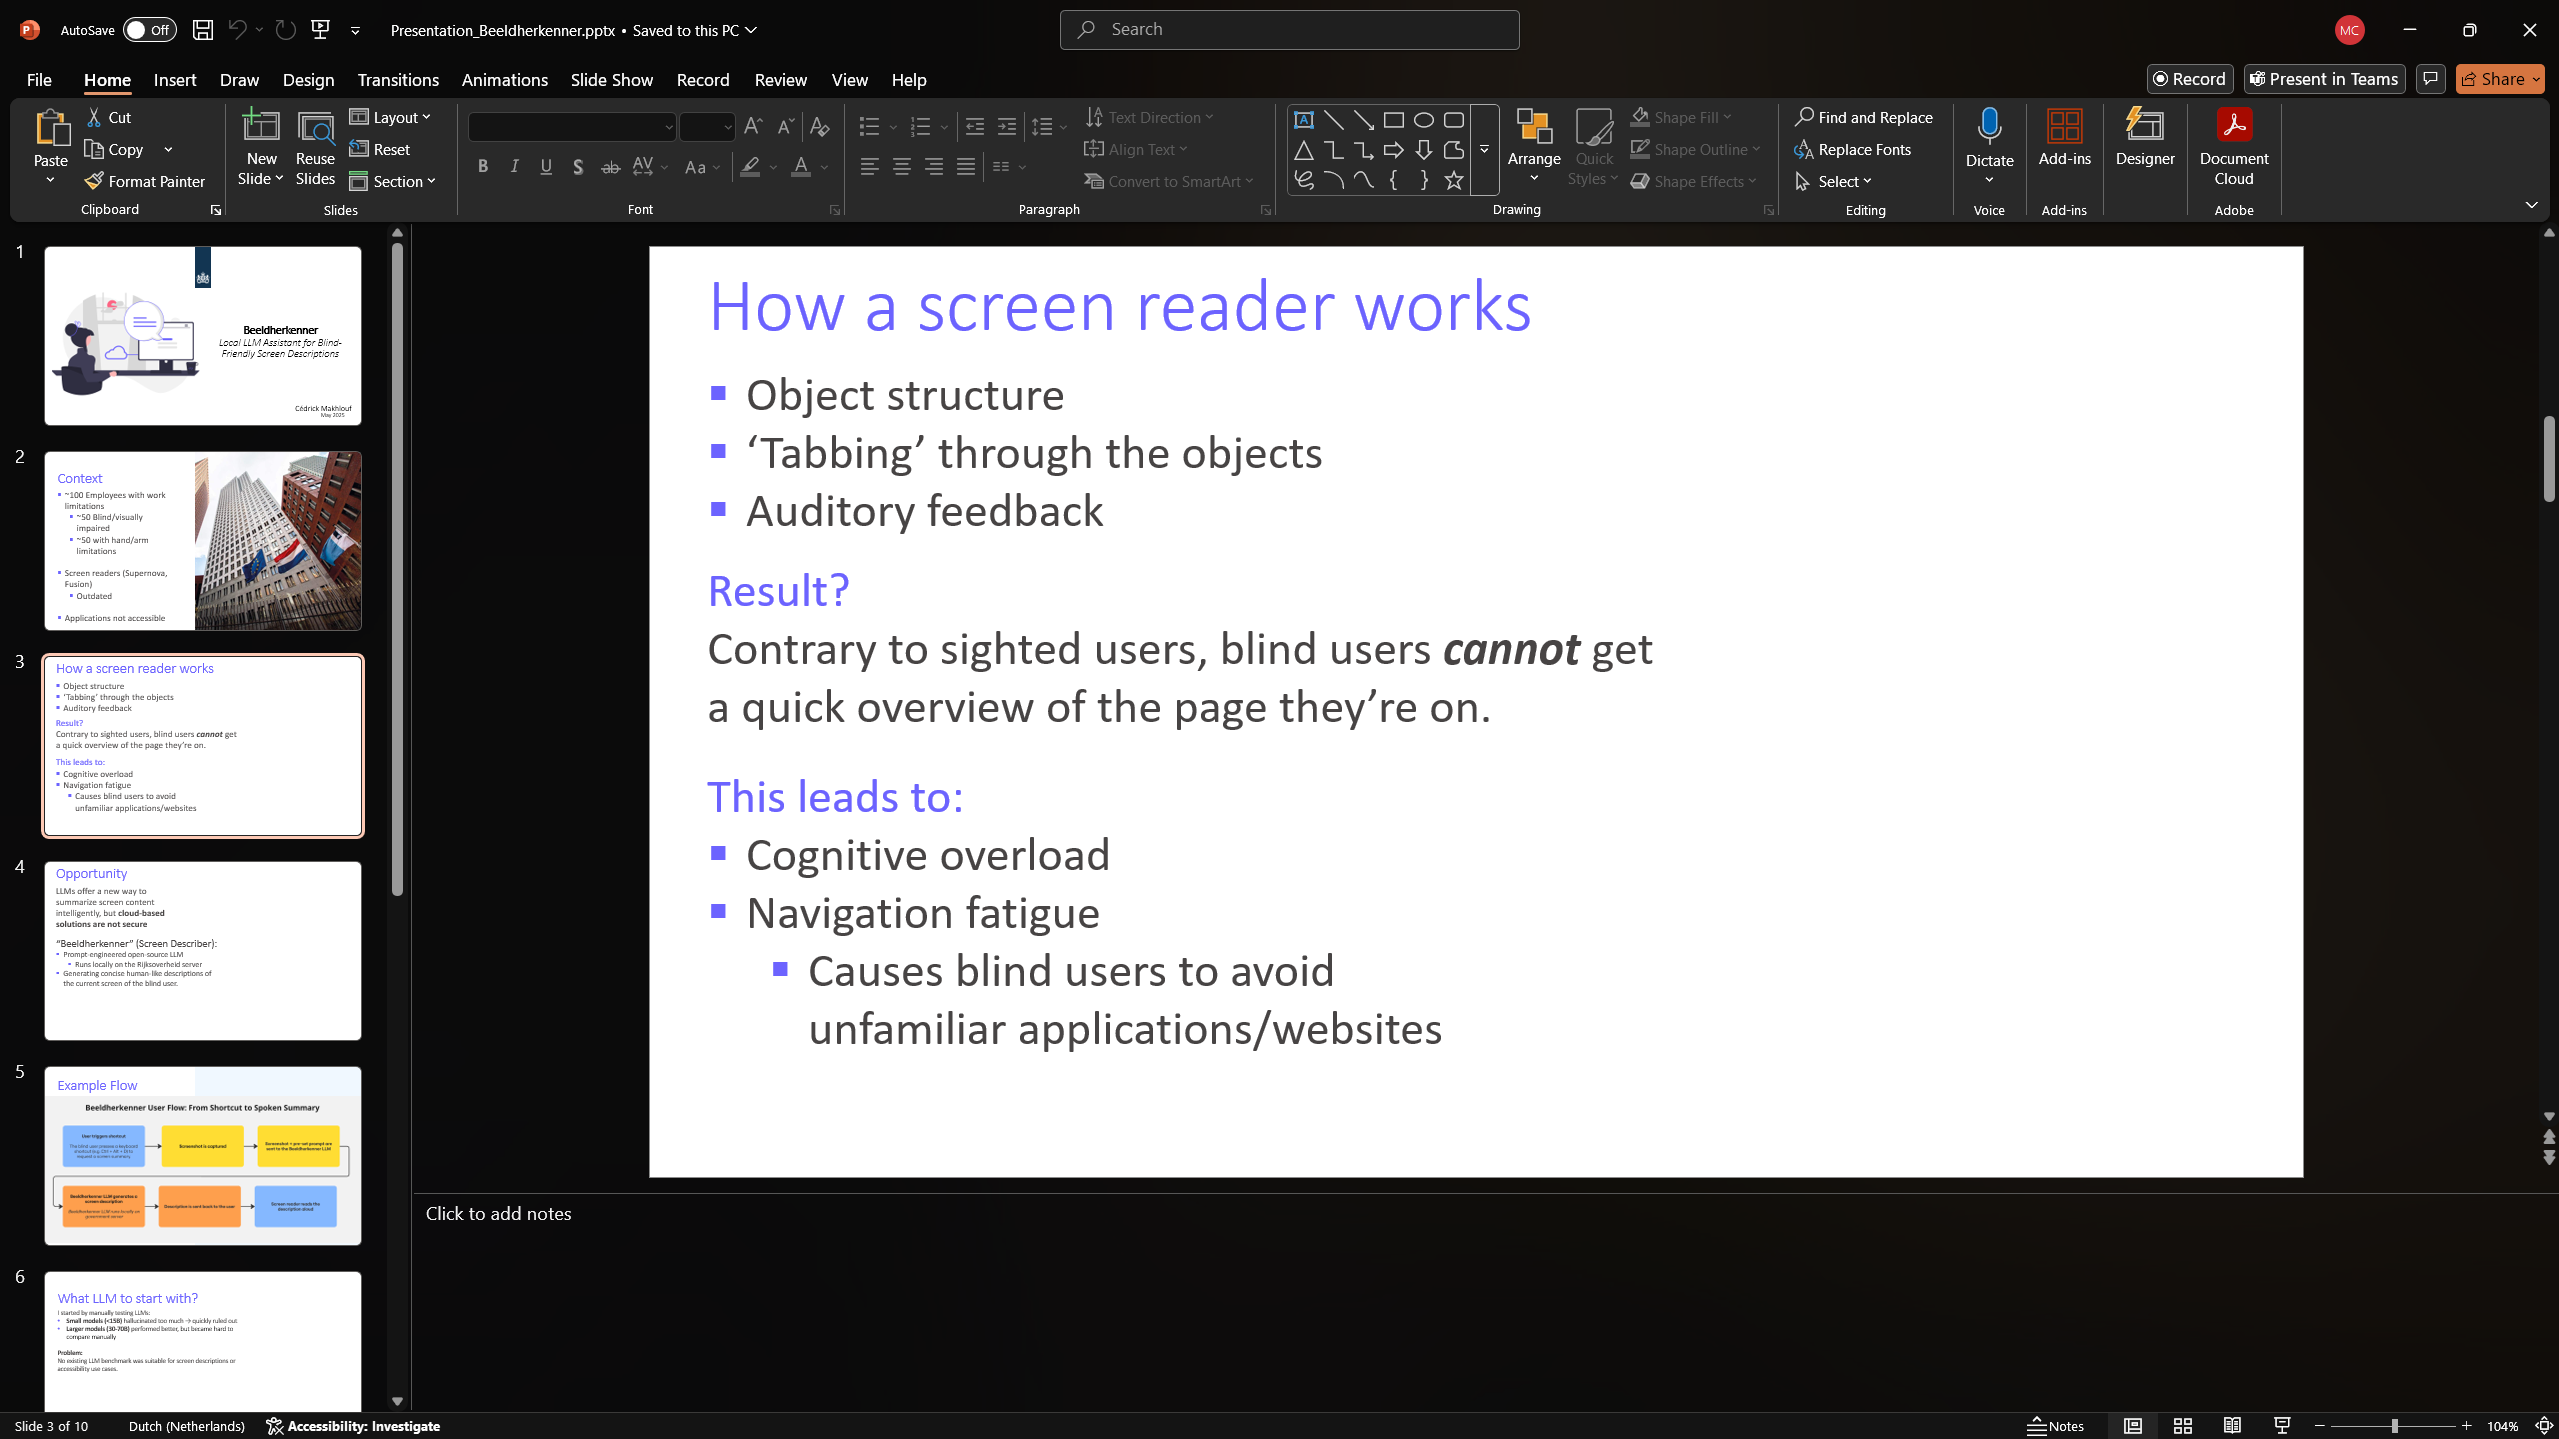 AutoSave Off
Presentation_Beeldherkenner.pptx • Saved to this PC
Search
MC
File Home Insert Draw Design Transitions Animations Slide Show Record Review View Help
Record
Present in Teams
Share
Paste
Cut
Copy
Format Painter
Clipboard
New Slide
Reuse Slides
Layout
Reset
Section
Slides
Font
Paragraph
Text Direction
Align Text
Convert to SmartArt
Arrange
Quick Styles
Shape Fill
Shape Outline
Shape Effects
Drawing
Find and Replace
Replace Fonts
Select
Editing
Dictate
Voice
Add-ins
Add-ins
Designer
Document Cloud
Adobe
1
Beeldherkenner
Local LLM Assistant for Blind-
Friendly Screen Descriptions
Cédrick Makhlouf
May 2025
2
Context
~100 Employees with work
limitations
~50 Blind/visually
impaired
~50 with hand/arm
limitations
Screen readers (Supernova,
Fusion)
Outdated
Applications not accessible
3
How a screen reader works
Object structure
‘Tabbing’ through the objects
Auditory feedback
Result?
Contrary to sighted users, blind users cannot get
a quick overview of the page they’re on.
This leads to:
Cognitive overload
Navigation fatigue
Causes blind users to avoid
unfamiliar applications/websites
4
Opportunity
LLMs offer a new way to
summarize screen content
intelligently, but cloud-based
solutions are not secure
“Beeldherkenner” (Screen Describer):
Prompt-engineered open-source LLM
Runs locally on the Rijksoverheid server
Generating concise human-like descriptions of
the current screen of the blind user.
5
Example Flow
Beeldherkenner User Flow: From Shortcut to Spoken Summary
User triggers shortcut
Screenshot is captured
Screenshot + pre-set prompt are
sent to the Beeldherkenner LLM
Beeldherkenner LLM generates a
screen description
Description is sent back to the user
Screen reader reads the
description aloud
6
What LLM to start with?
I started by manually testing LLMs:
Small models (<15B) hallucinated too much → quickly ruled out
Larger models (30-70B) performed better, but became hard to
compare manually
Problem:
No existing LLM benchmark was suitable for screen descriptions or
accessibility use cases.
How a screen reader works
Object structure
‘Tabbing’ through the objects
Auditory feedback
Result?
Contrary to sighted users, blind users cannot get
a quick overview of the page they’re on.
This leads to:
Cognitive overload
Navigation fatigue
Causes blind users to avoid
unfamiliar applications/websites
Click to add notes
Slide 3 of 10
Dutch (Netherlands)
Accessibility: Investigate
Notes
104%